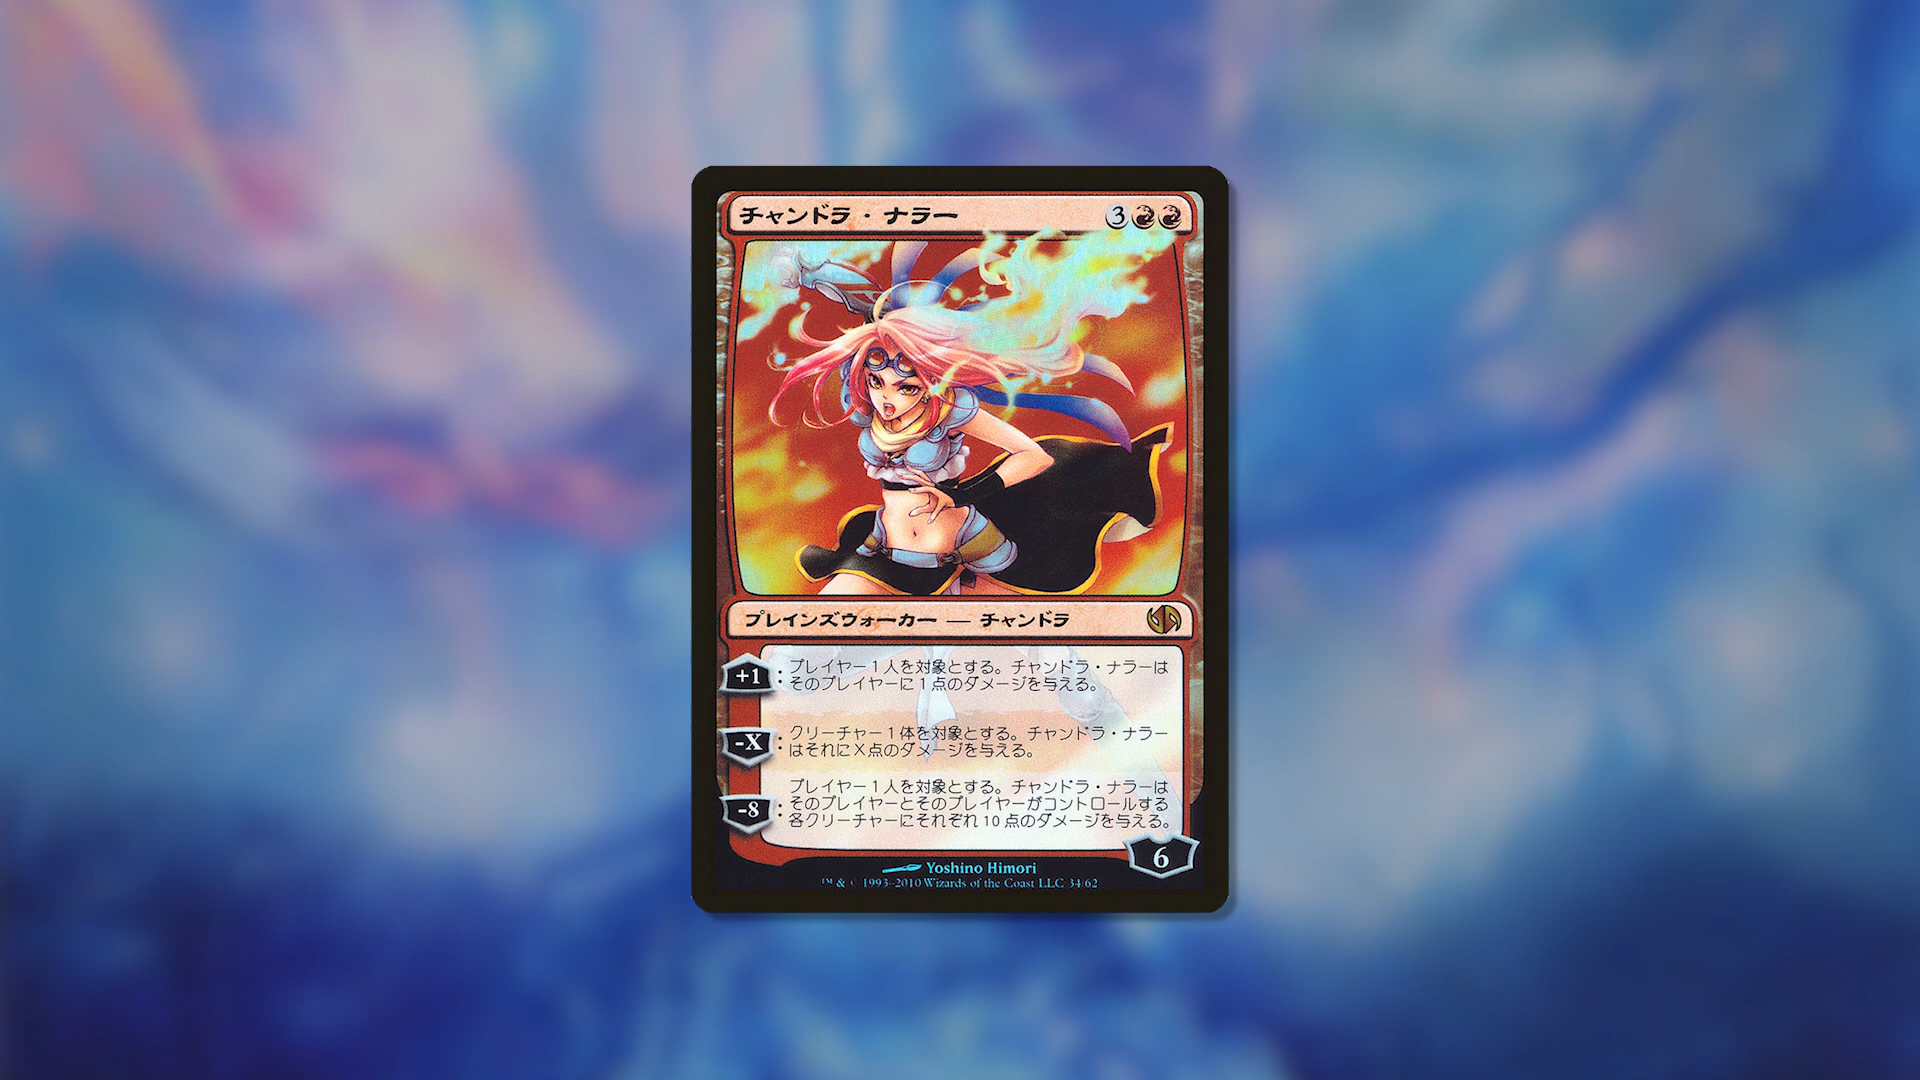 チャンドラ・ナラー 3
プレインズウォーカー — チャンドラ
+1 : プレイヤー1人を対象とする。チャンドラ・ナラーは
そのプレイヤーに1点のダメージを与える。
-X : クリーチャー1体を対象とする。チャンドラ・ナラー
はそれにX点のダメージを与える。
プレイヤー1人を対象とする。チャンドラ・ナラーは
-8 : そのプレイヤーとそのプレイヤーがコントロールする
各クリーチャーにそれぞれ10点のダメージを与える。
6
Yoshino Himori
™ & © 1993–2010 Wizards of the Coast LLC 34/62